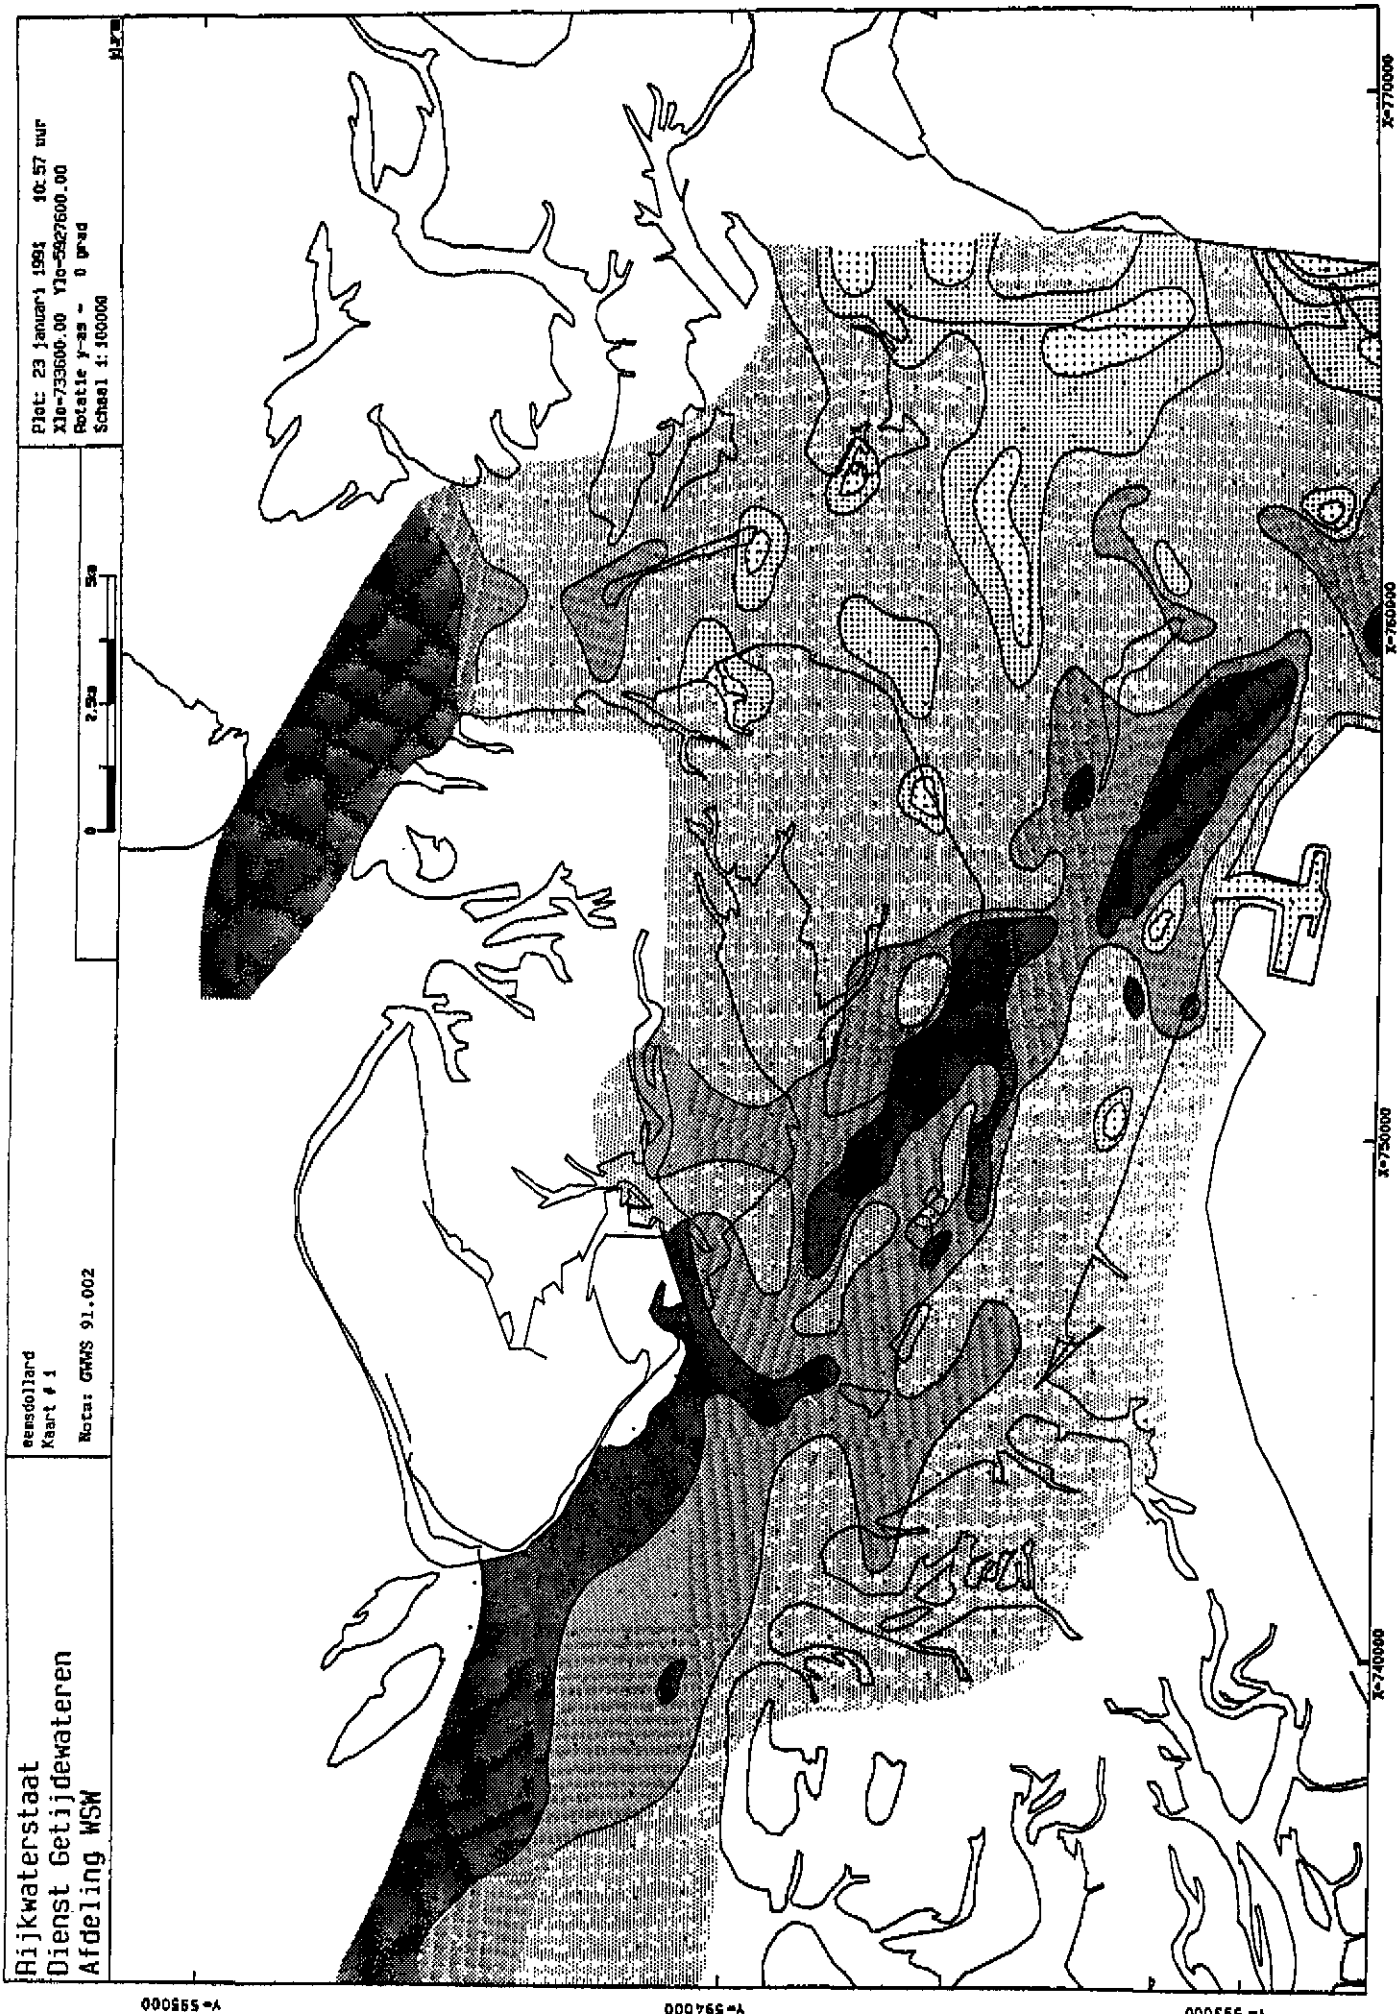 Rijkwaterstaat
Dienst Getijdewateren
Afdeling WSW
eemsdollard
Kaart # 1
Nota: GWWS 91.002
0
2.5km
5km
Plot: 23 januari 1991 10:57 uur
Xlo=733600.00 Ylo=5927600.00
Rotatie y-as = 0 grad
Schaal 1:100000
Y=595000
Y=594000
Y=593000
X=740000
X=750000
X=760000
X=770000